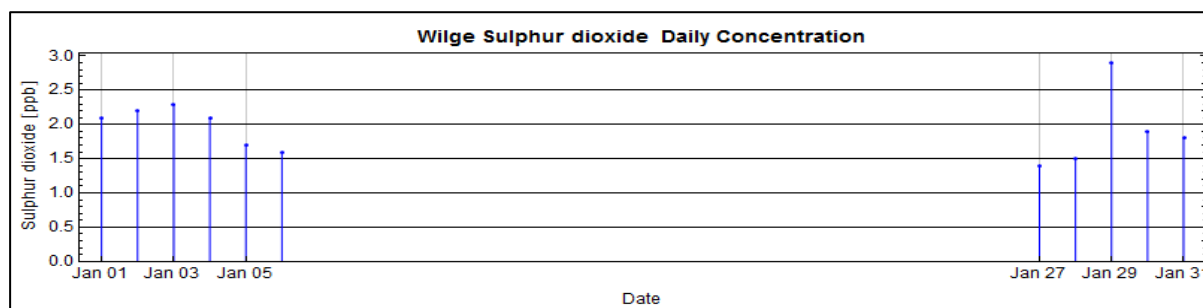 Wilge Sulphur dioxide  Daily Concentration
Sulphur dioxide [ppb]
3.0
2.5
2.0
1.5
1.0
0.5
0.0
Jan 01 Jan 03 Jan 05 Jan 27 Jan 29 Jan 31
Date